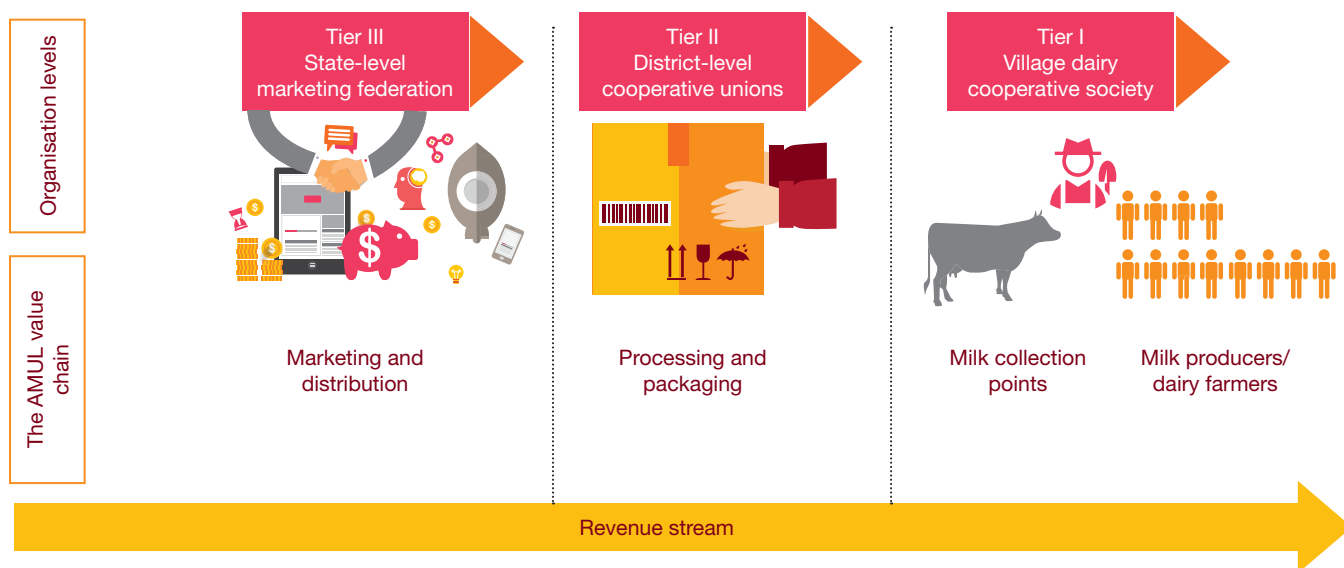 Organisation levels
Tier III
State-level
marketing federation
Tier II
District-level
cooperative unions
Tier I
Village dairy
cooperative society
$
$
$
$
$
The AMUL value
chain
Marketing and
distribution
Processing and
packaging
Milk collection
points
Milk producers/
dairy farmers
Revenue stream